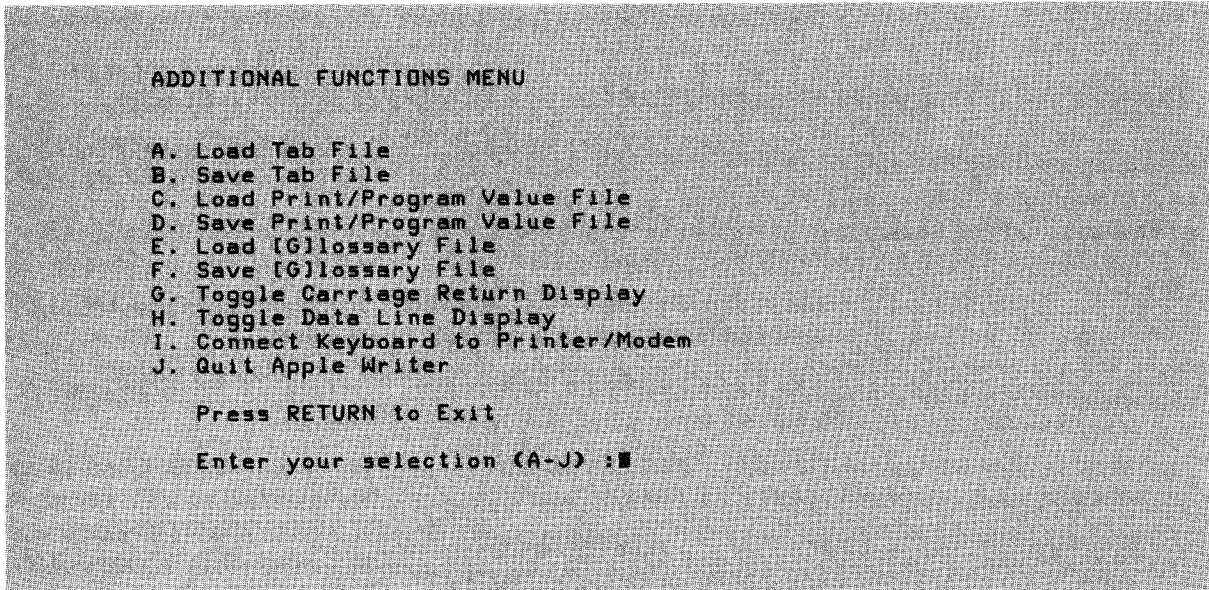 ADDITIONAL FUNCTIONS MENU
A. Load Tab File
B. Save Tab File
C. Load Print/Program Value File
D. Save Print/Program Value File
E. Load [G]lossary File
F. Save [G]lossary File
G. Toggle Carriage Return Display
H. Toggle Data Line Display
I. Connect Keyboard to Printer/Modem
J. Quit Apple Writer
Press RETURN to Exit
Enter your selection (A-J) :